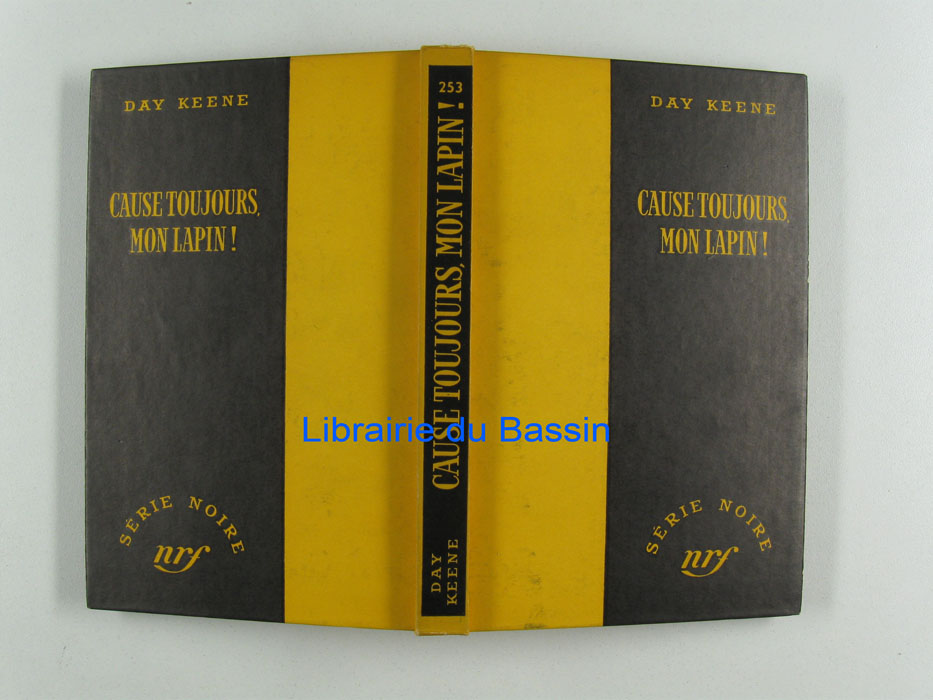 DAY KEENE
CAUSE TOUJOURS,
MON LAPIN !
SÉRIE NOIRE
nrf
253
CAUSE TOUJOURS, MON LAPIN !
DAY
KEENE
DAY KEENE
CAUSE TOUJOURS,
MON LAPIN !
SÉRIE NOIRE
nrf
Librairie du Bassin